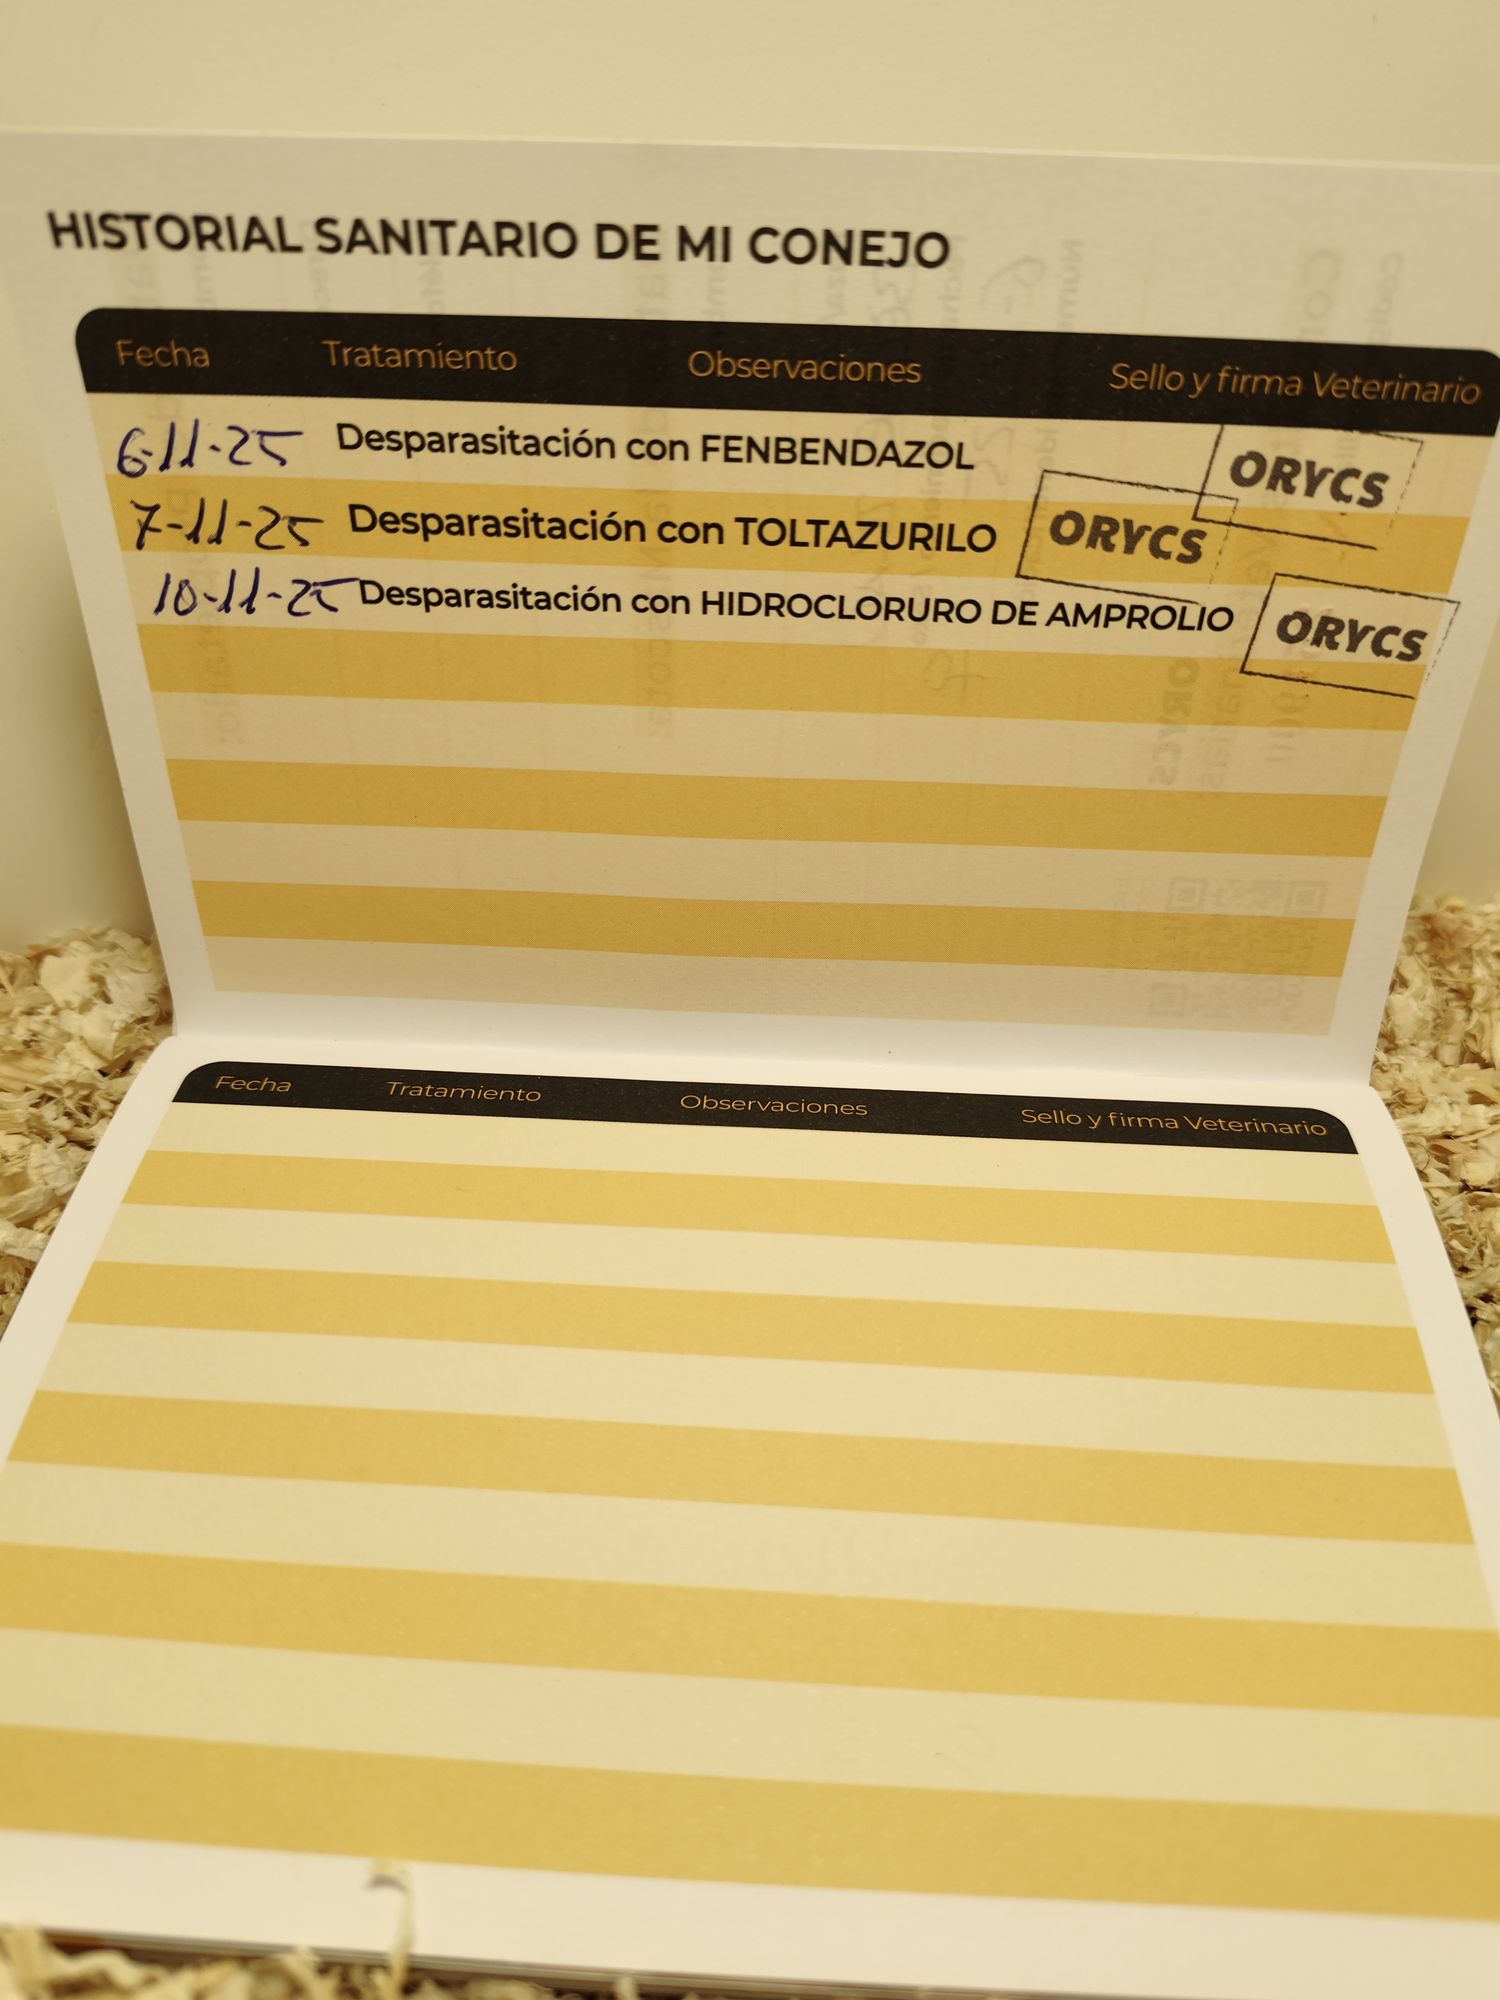 HISTORIAL SANITARIO DE MI CONEJO
Fecha Tratamiento Observaciones Sello y firma Veterinario
6-11-25 Desparasitación con FENBENDAZOL ORYCS
7-11-25 Desparasitación con TOLTAZURILO ORYCS
10-11-25 Desparasitación con HIDROCLORURO DE AMPROLIO ORYCS
Fecha Tratamiento Observaciones Sello y firma Veterinario